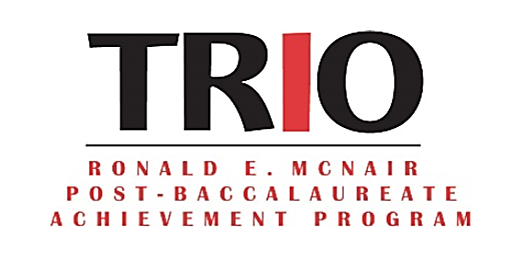 TRIO
RONALD E. MCNAIR
POST-BACCALAUREATE
ACHIEVEMENT PROGRAM